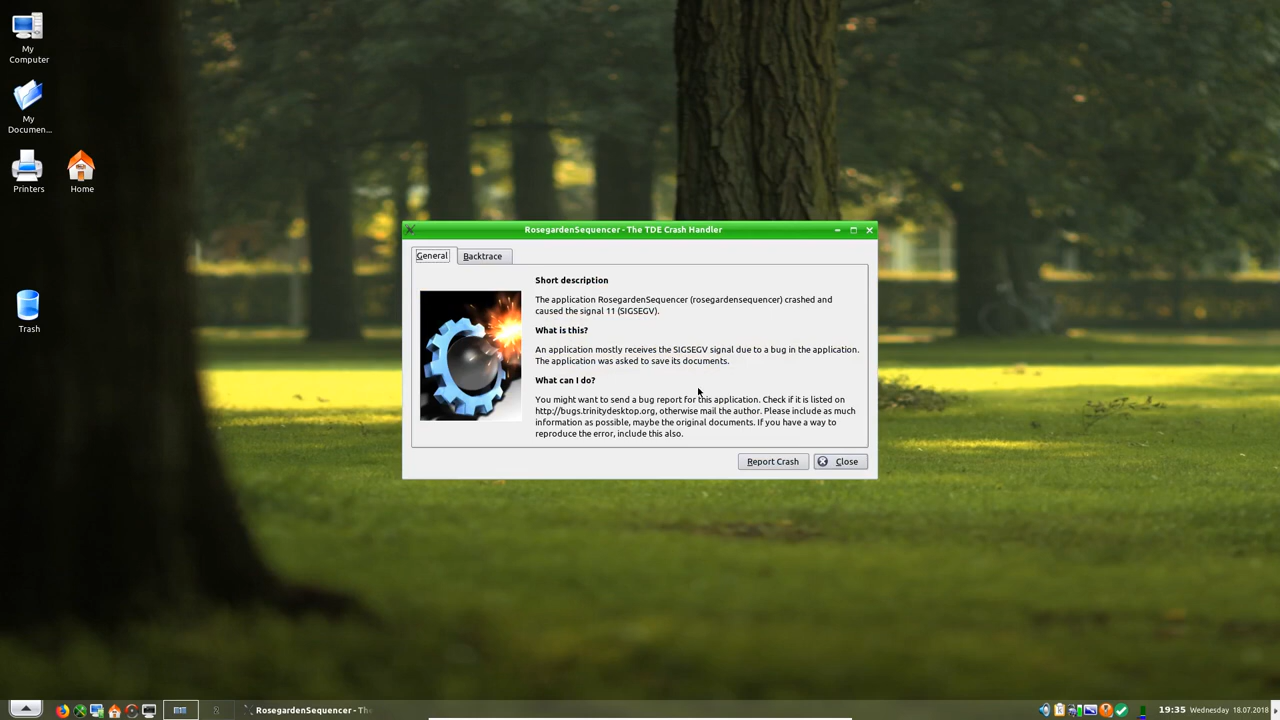 My
Computer
My
Documen...
Printers
Home
Trash
RosegardenSequencer - The TDE Crash Handler
General
Backtrace
Short description
The application RosegardenSequencer (rosegardensequencer) crashed and
caused the signal 11 (SIGSEGV).
What is this?
An application mostly receives the SIGSEGV signal due to a bug in the application.
The application was asked to save its documents.
What can I do?
You might want to send a bug report for this application. Check if it is listed on
http://bugs.trinitydesktop.org, otherwise mail the author. Please include as much
information as possible, maybe the original documents. If you have a way to
reproduce the error, include this also.
Report Crash
Close
2
RosegardenSequencer - The
19:35
Wednesday 18.07.2018